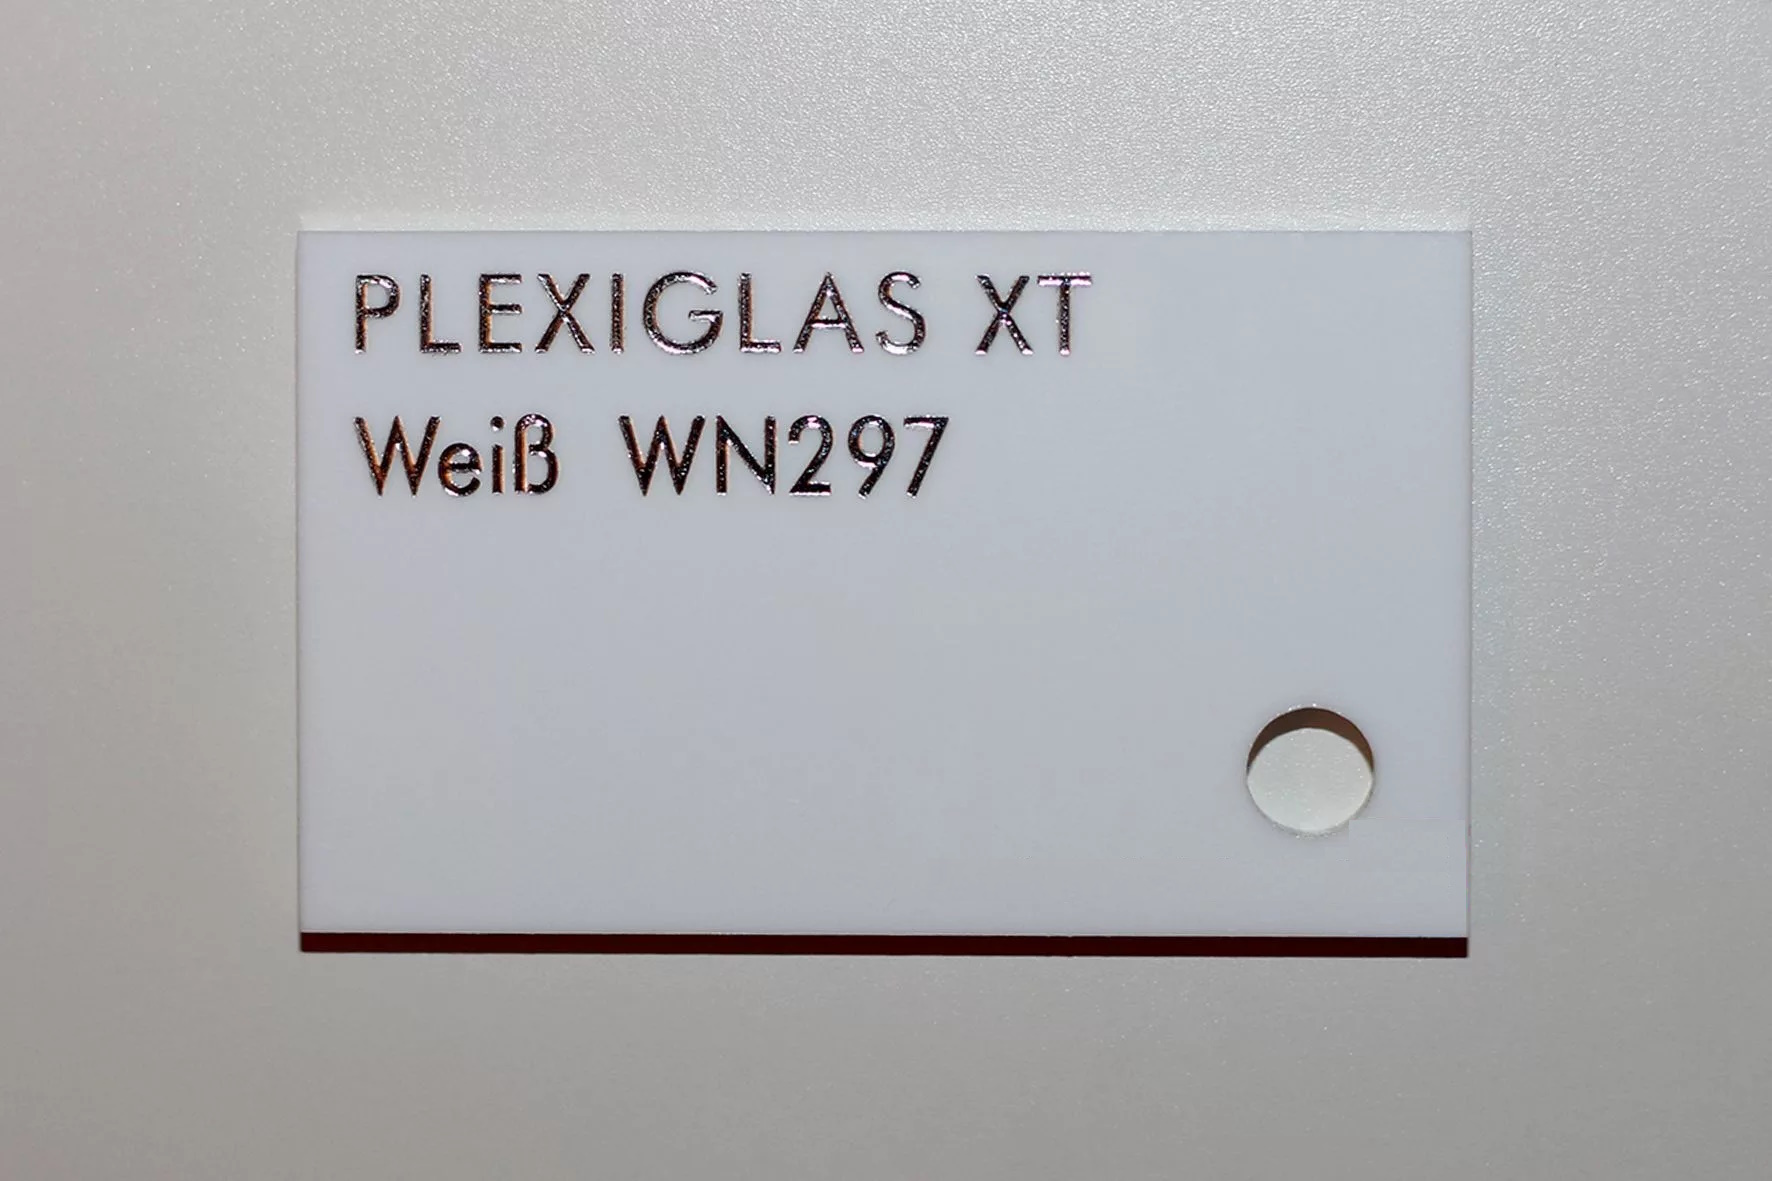 PLEXIGLAS XT
Weiß WN297